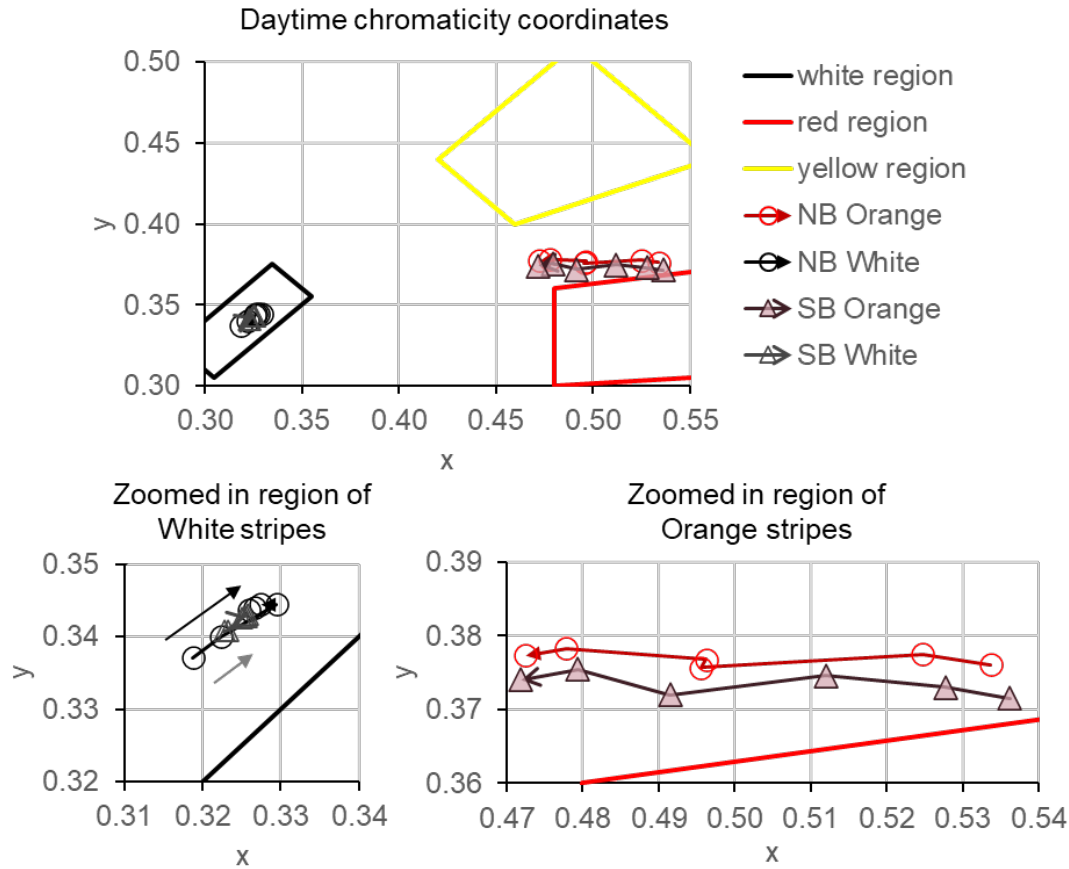 Daytime chromaticity coordinates
0.50
0.45
0.40
0.35
0.30
y
0.30 0.35 0.40 0.45 0.50 0.55
x
white region
red region
yellow region
NB Orange
NB White
SB Orange
SB White
Zoomed in region of
White stripes
0.35
0.34
0.33
0.32
y
0.31 0.32 0.33 0.34
x
Zoomed in region of
Orange stripes
0.39
0.38
0.37
0.36
y
0.47 0.48 0.49 0.50 0.51 0.52 0.53 0.54
x